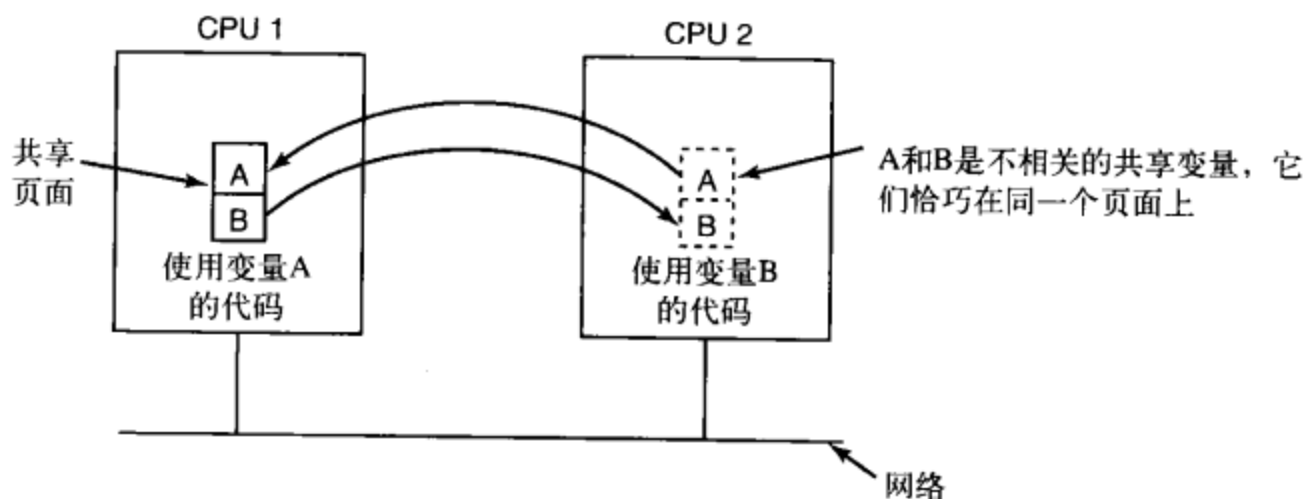 CPU 1
CPU 2
共享
页面
A
B
使用变量A
的代码
A
B
使用变量B
的代码
A和B是不相关的共享变量，它
们恰巧在同一个页面上
网络